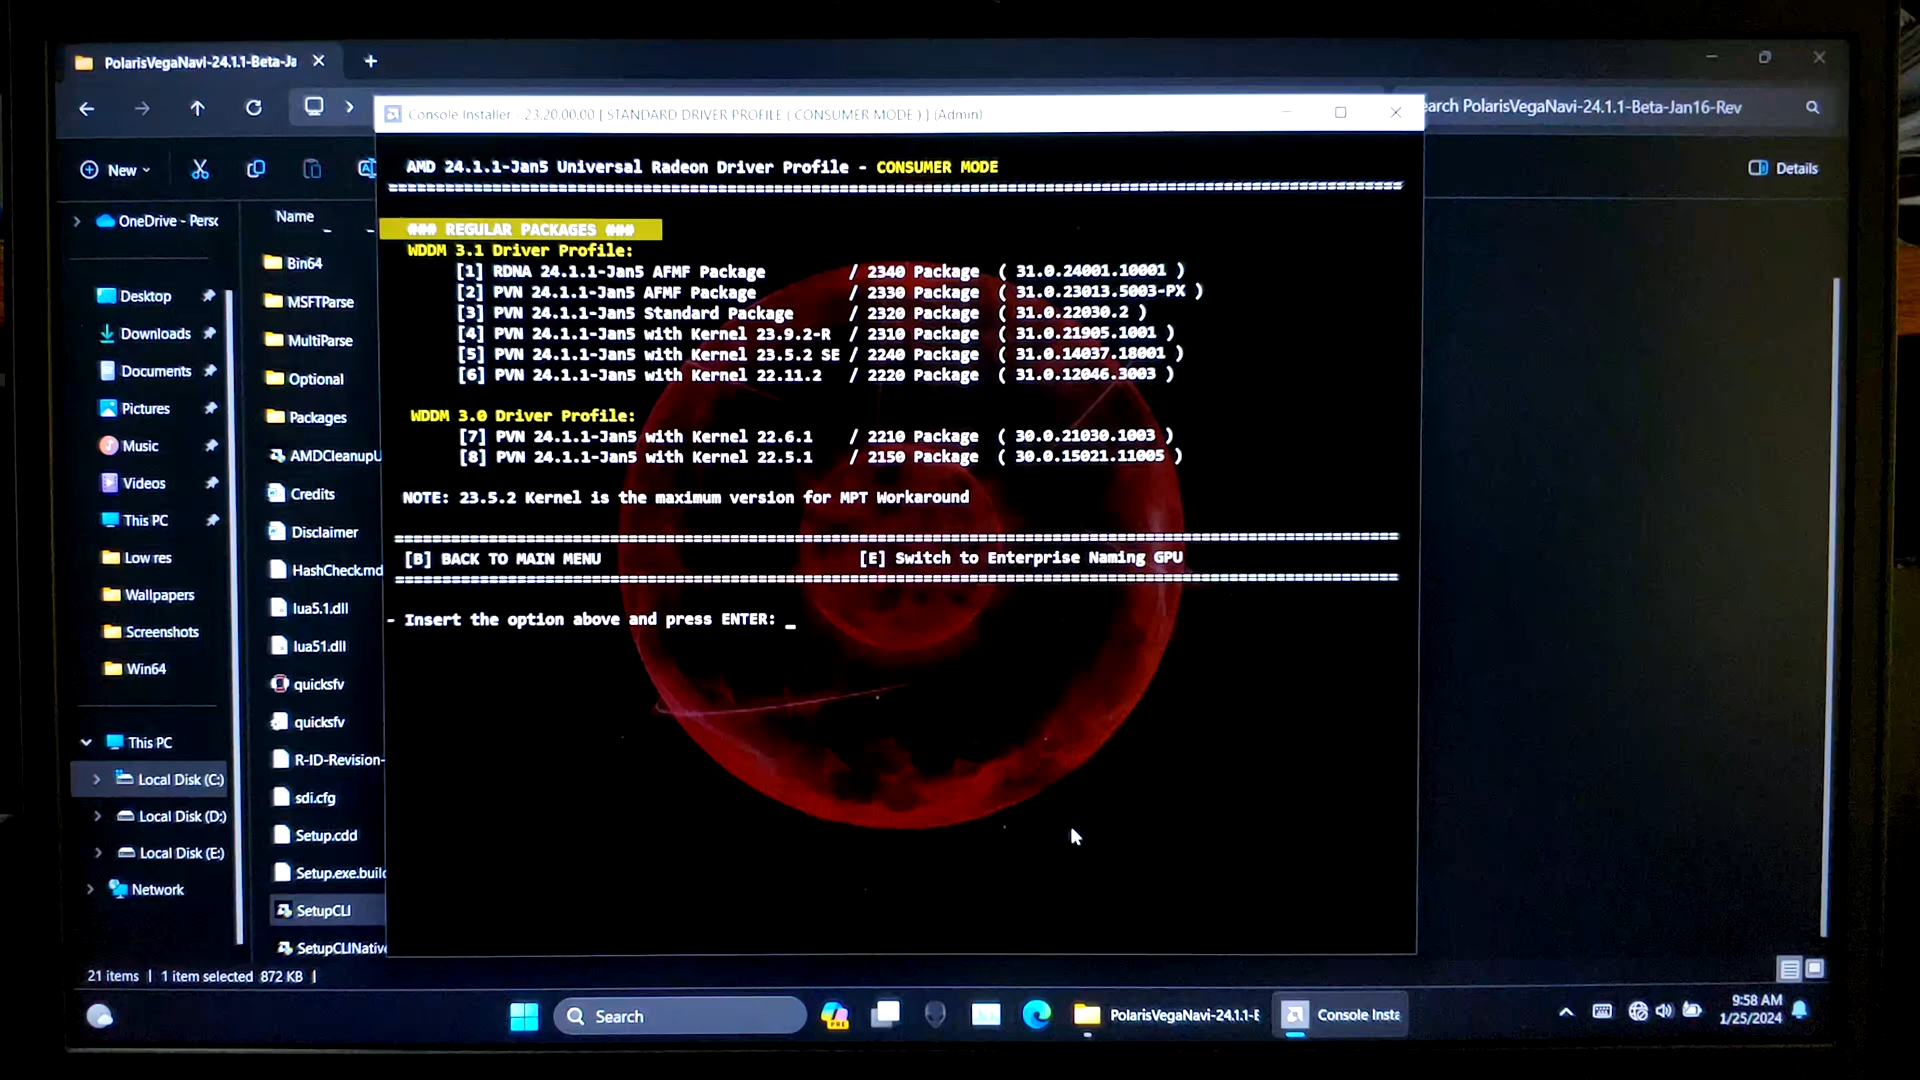 PolarisVegaNavi-24.1.1-Beta-Ja
earch PolarisVegaNavi-24.1.1-Beta-Jan16-Rev
Console Installer - 23.20.00.00 [ STANDARD DRIVER PROFILE ( CONSUMER MODE ) ] (Admin)
New
Details
OneDrive - Persc
Desktop
Downloads
Documents
Pictures
Music
Videos
This PC
Low res
Wallpapers
Screenshots
Win64
This PC
Local Disk (C:)
Local Disk (D:)
Local Disk (E:)
Network
Name
Bin64
MSFTParse
MultiParse
Optional
Packages
AMDCleanupU
Credits
Disclaimer
HashCheck.md
lua5.1.dll
lua51.dll
quicksfv
quicksfv
R-ID-Revision-
sdi.cfg
Setup.cdd
Setup.exe.build
SetupCLI
SetupCLINative
AMD 24.1.1-Jan5 Universal Radeon Driver Profile - CONSUMER MODE
### REGULAR PACKAGES ###
WDDM 3.1 Driver Profile:
[1] RDNA 24.1.1-Jan5 AFMF Package / 2340 Package ( 31.0.24001.10001 )
[2] PVN 24.1.1-Jan5 AFMF Package / 2330 Package ( 31.0.23013.5003-PX )
[3] PVN 24.1.1-Jan5 Standard Package / 2320 Package ( 31.0.22030.2 )
[4] PVN 24.1.1-Jan5 with Kernel 23.9.2-R / 2310 Package ( 31.0.21905.1001 )
[5] PVN 24.1.1-Jan5 with Kernel 23.5.2 SE / 2240 Package ( 31.0.14037.18001 )
[6] PVN 24.1.1-Jan5 with Kernel 22.11.2 / 2220 Package ( 31.0.12046.3003 )
WDDM 3.0 Driver Profile:
[7] PVN 24.1.1-Jan5 with Kernel 22.6.1 / 2210 Package ( 30.0.21030.1003 )
[8] PVN 24.1.1-Jan5 with Kernel 22.5.1 / 2150 Package ( 30.0.15021.11005 )
NOTE: 23.5.2 Kernel is the maximum version for MPT Workaround
[B] BACK TO MAIN MENU [E] Switch to Enterprise Naming GPU
- Insert the option above and press ENTER: _
21 items | 1 item selected 872 KB |
Search
PRE
PolarisVegaNavi-24.1.1-E
Console Insta
9:58 AM
1/25/2024